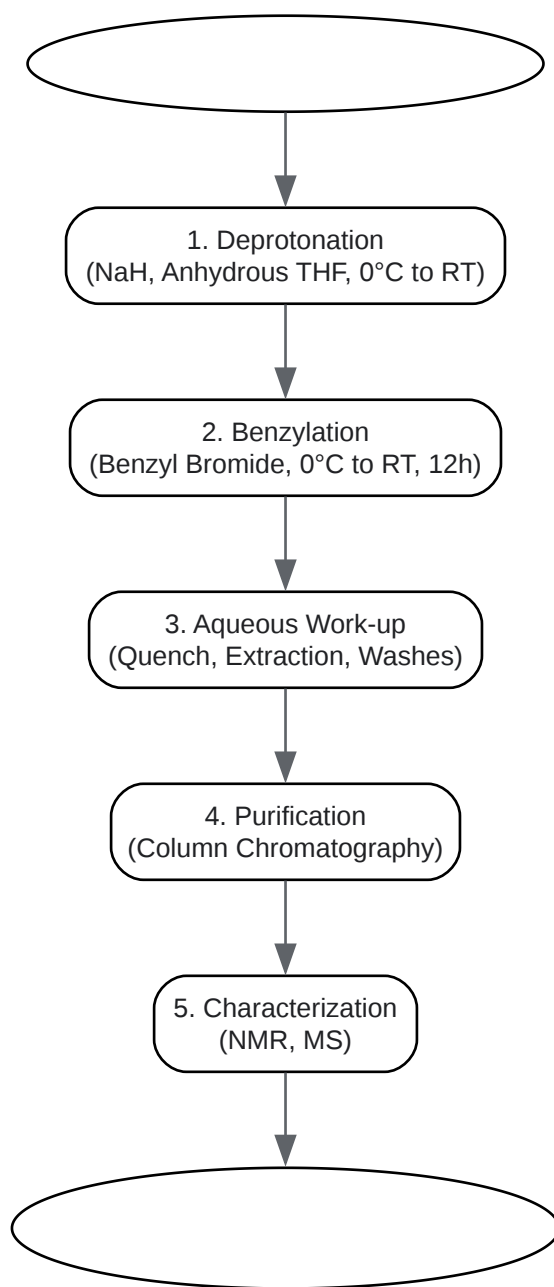 1. Deprotonation
(NaH, Anhydrous THF, 0°C to RT)
2. Benzylation
(Benzyl Bromide, 0°C to RT, 12h)
3. Aqueous Work-up
(Quench, Extraction, Washes)
4. Purification
(Column Chromatography)
5. Characterization
(NMR, MS)